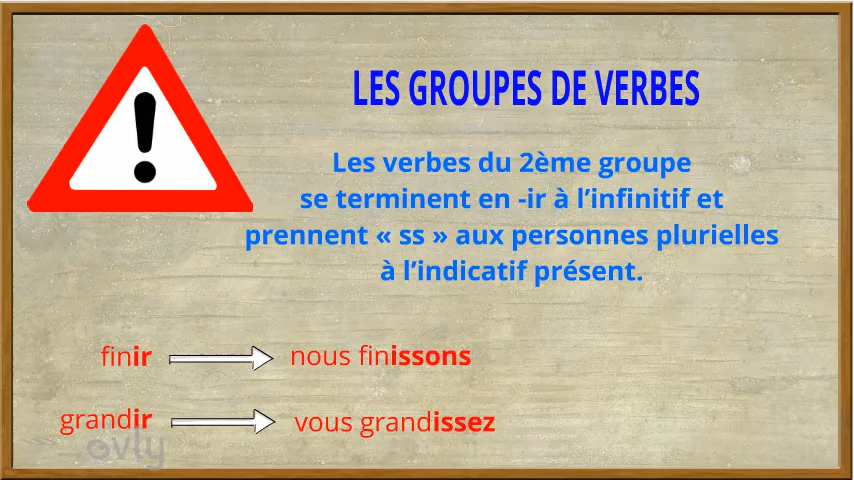 LES GROUPES DE VERBES
Les verbes du 2ème groupe
se terminent en -ir à l’infinitif et
prennent « ss » aux personnes plurielles
à l’indicatif présent.
finir nous finissons
grandir vous grandissez